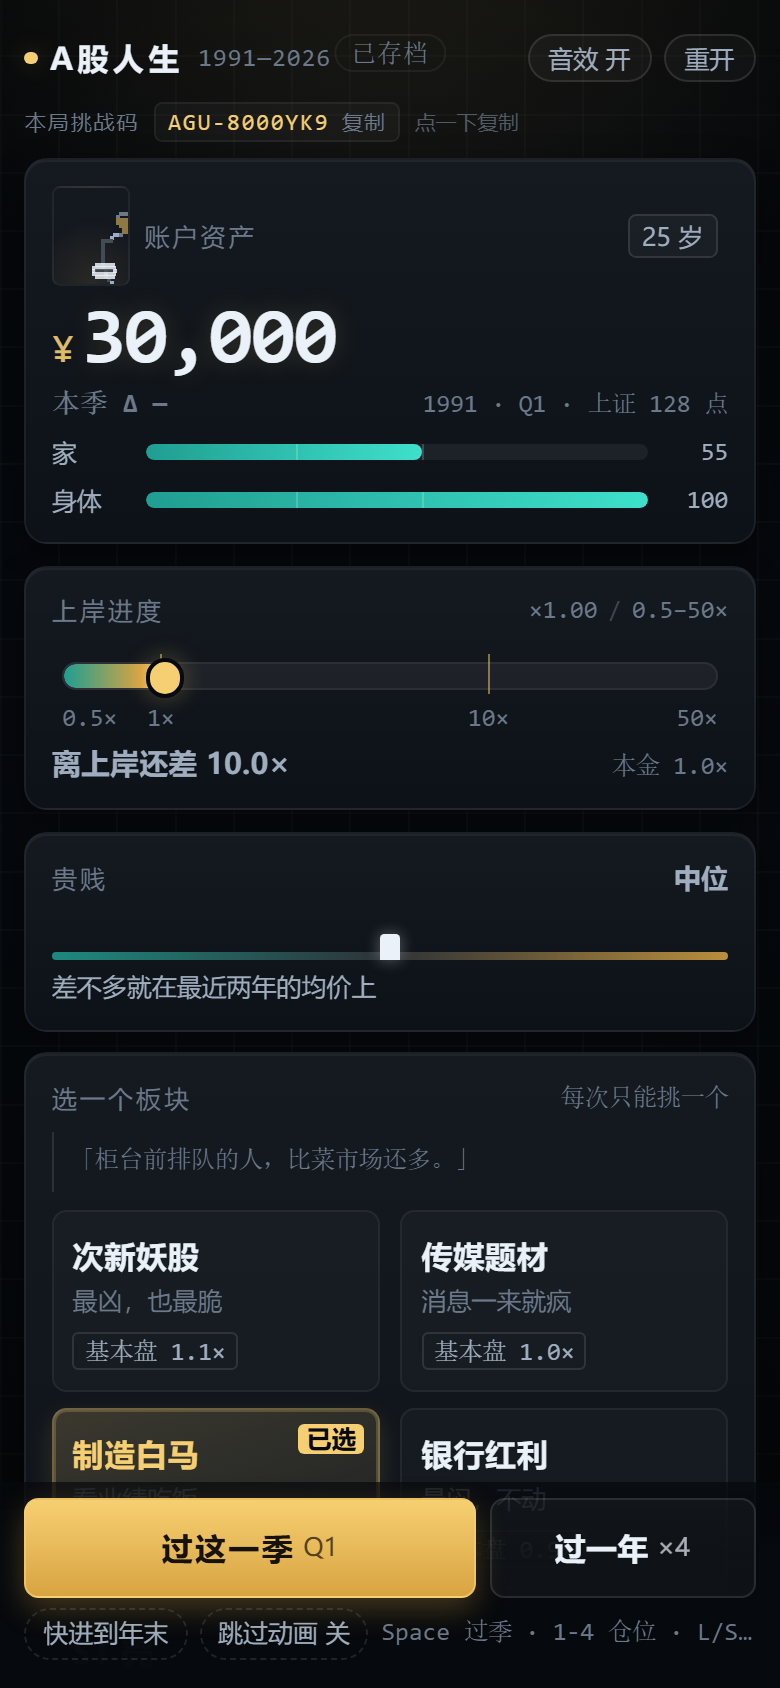 A股人生 1991—2026 已存档 音效 开 重开
本局挑战码 AGU-8000YK9 复制 点一下复制
账户资产 25 岁
¥ 30,000
本季 Δ —
1991 · Q1 · 上证 128 点
家 55
身体 100
上岸进度 ×1.00 / 0.5–50×
0.5× 1× 10× 50×
离上岸还差 10.0× 本金 1.0×
贵贱 中位
差不多就在最近两年的均价上
选一个板块 每次只能挑一个
「柜台前排队的人，比菜市场还多。」
次新妖股
最凶，也最脆
基本盘 1.1×
传媒题材
消息一来就疯
基本盘 1.0×
制造白马 已选
看业绩吃饭
银行红利
最闷，不动
过这一季 Q1
过一年 ×4
快进到年末 跳过动画 关 Space 过季 · 1-4 仓位 · L/S…